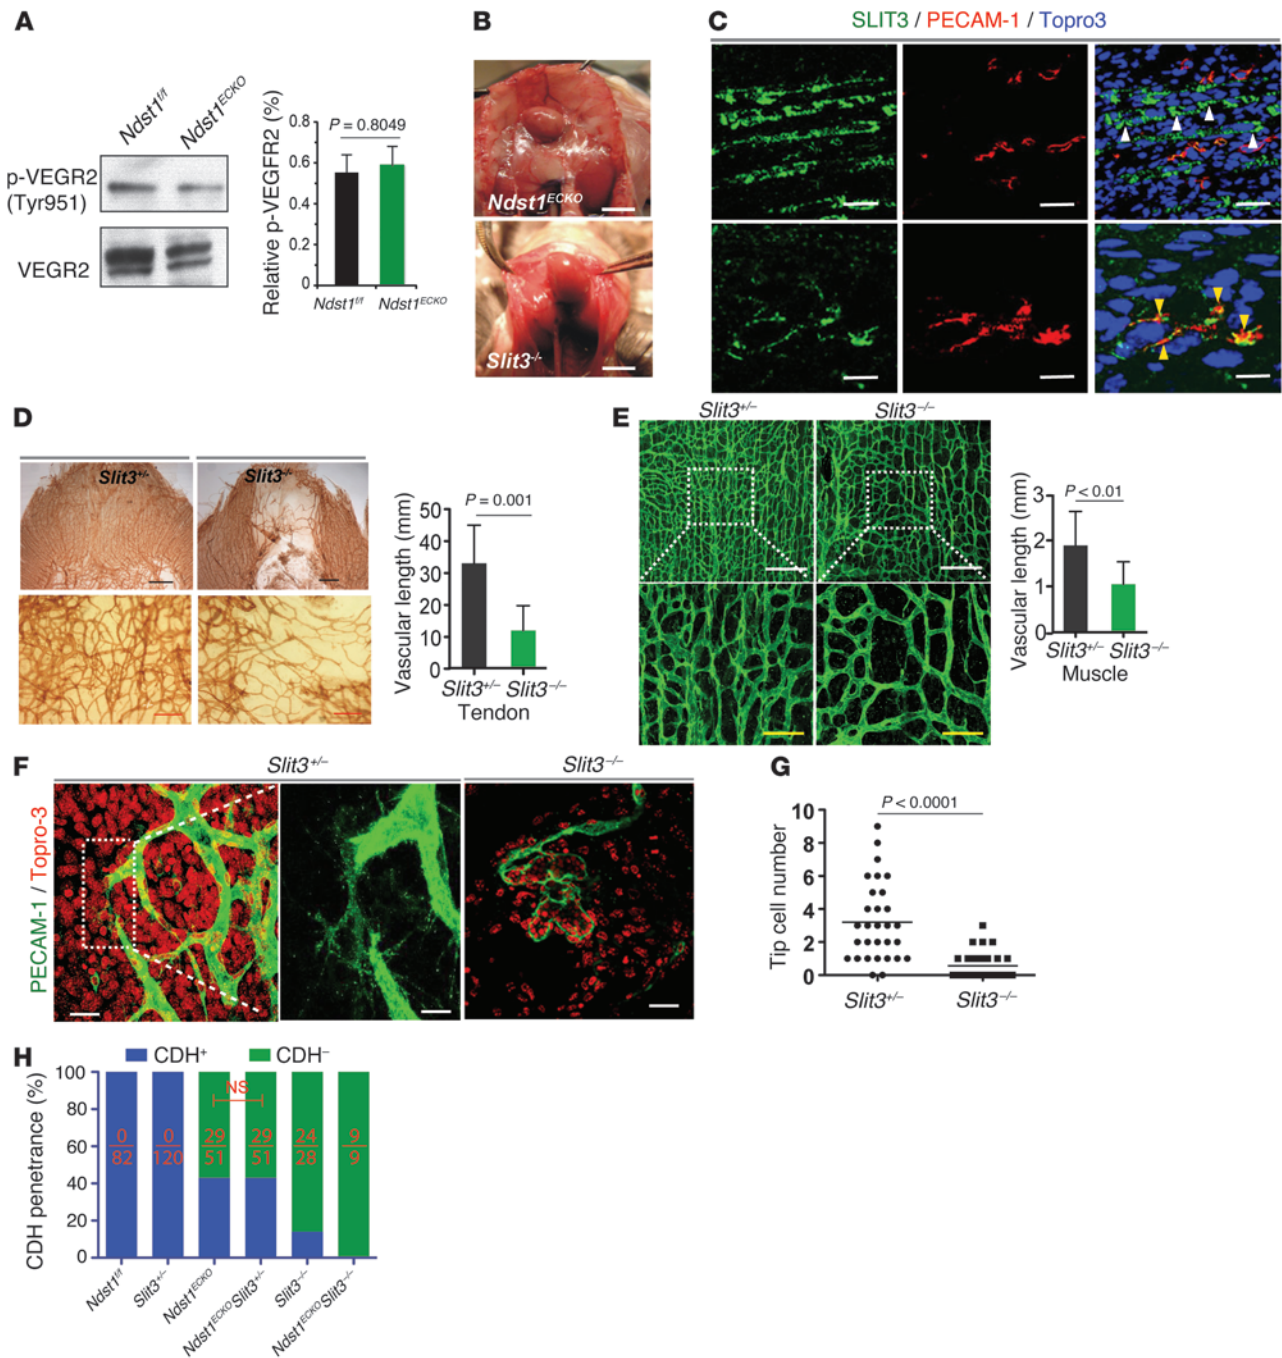 A
Ndst1f/f
Ndst1ECKO
p-VEGR2
(Tyr951)
VEGR2
Relative p-VEGFR2 (%)
0.8
0.6
0.4
0.2
0
P = 0.8049
Ndst1f/f
Ndst1ECKO
B
Ndst1ECKO
Slit3-/-
C
SLIT3 / PECAM-1 / Topro3
D
Slit3+/-
Slit3-/-
Vascular length (mm)
50
40
30
20
10
0
P = 0.001
Slit3+/–
Slit3–/–
Tendon
E
Slit3+/–
Slit3–/–
Vascular length (mm)
3
2
1
0
P < 0.01
Slit3+/–
Slit3–/–
Muscle
F
Slit3+/–
Slit3–/–
PECAM-1 / Topro-3
G
Tip cell number
10
8
6
4
2
0
P < 0.0001
Slit3+/–
Slit3–/–
H
CDH+
CDH–
CDH penetrance (%)
100
80
60
40
20
0
NS
0
82
0
120
29
51
29
51
24
28
9
9
Ndst1f/f
Slit3+/–
Ndst1ECKO
Ndst1ECKOSlit3+/–
Slit3–/–
Ndst1ECKOSlit3–/–